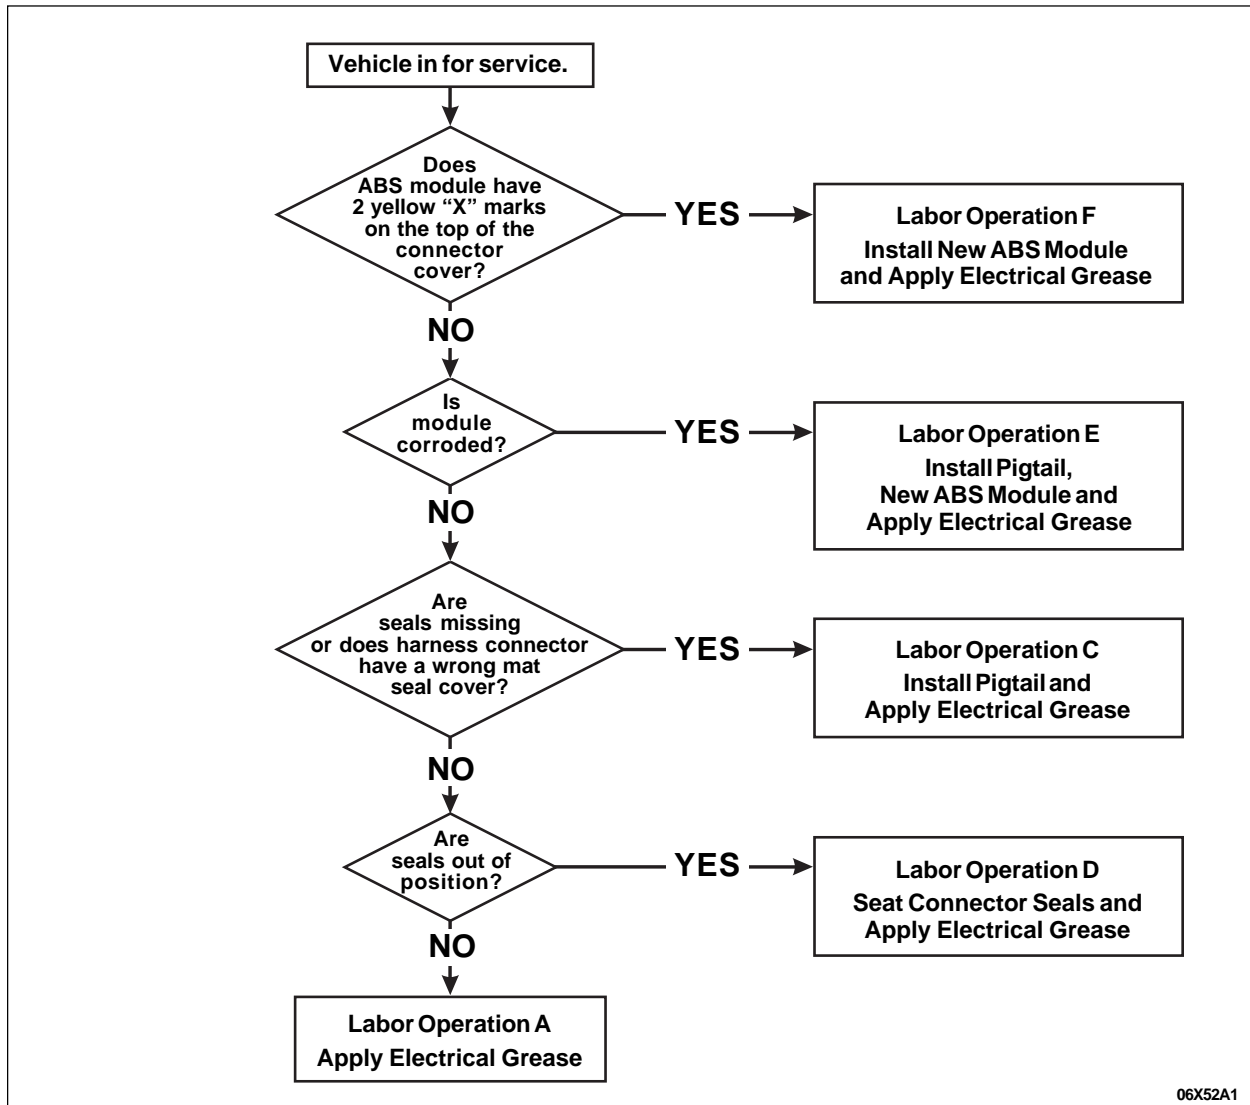 Vehicle in for service.
Does
ABS module have
2 yellow “X” marks
on the top of the
connector
cover?
YES
Labor Operation F
Install New ABS Module
and Apply Electrical Grease
NO
Is
module
corroded?
YES
Labor Operation E
Install Pigtail,
New ABS Module and
Apply Electrical Grease
NO
Are
seals missing
or does harness connector
have a wrong mat
seal cover?
YES
Labor Operation C
Install Pigtail and
Apply Electrical Grease
NO
Are
seals out of
position?
YES
Labor Operation D
Seat Connector Seals and
Apply Electrical Grease
NO
Labor Operation A
Apply Electrical Grease
06X52A1